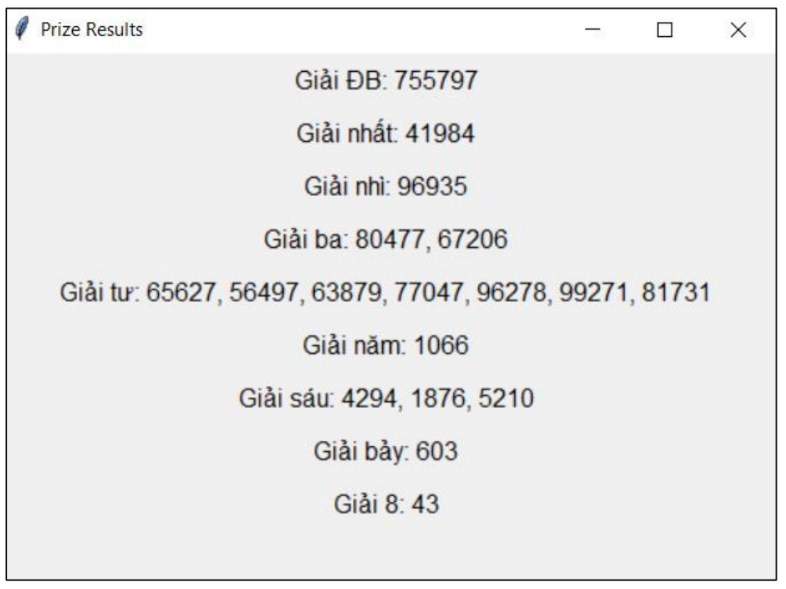 Prize Results
Giải ĐB: 755797
Giải nhất: 41984
Giải nhì: 96935
Giải ba: 80477, 67206
Giải tư: 65627, 56497, 63879, 77047, 96278, 99271, 81731
Giải năm: 1066
Giải sáu: 4294, 1876, 5210
Giải bảy: 603
Giải 8: 43